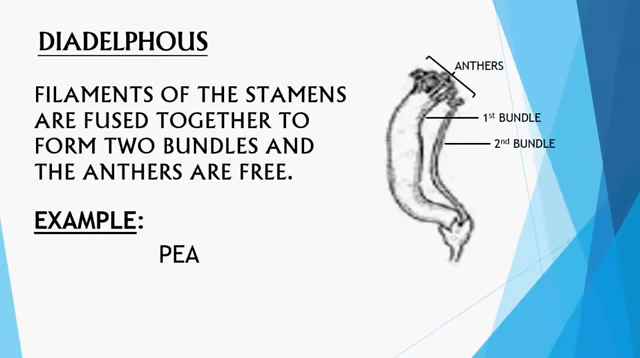 DIADELPHOUS
FILAMENTS OF THE STAMENS
ARE FUSED TOGETHER TO
FORM TWO BUNDLES AND
THE ANTHERS ARE FREE.
EXAMPLE:
PEA
ANTHERS
1st BUNDLE
2nd BUNDLE